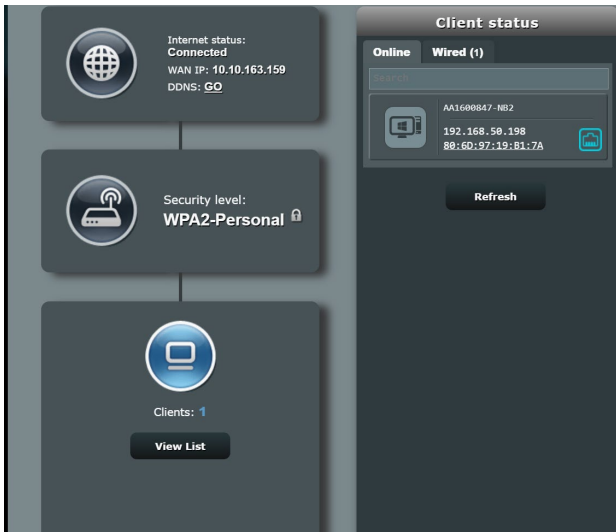 Internet status:
Connected
WAN IP: 10.10.163.159
DDNS: GO
Security level:
WPA2-Personal
Clients: 1
View List
Client status
Online Wired (1)
Search
AA1600847-NB2
192.168.50.198
80:6D:97:19:B1:7A
Refresh